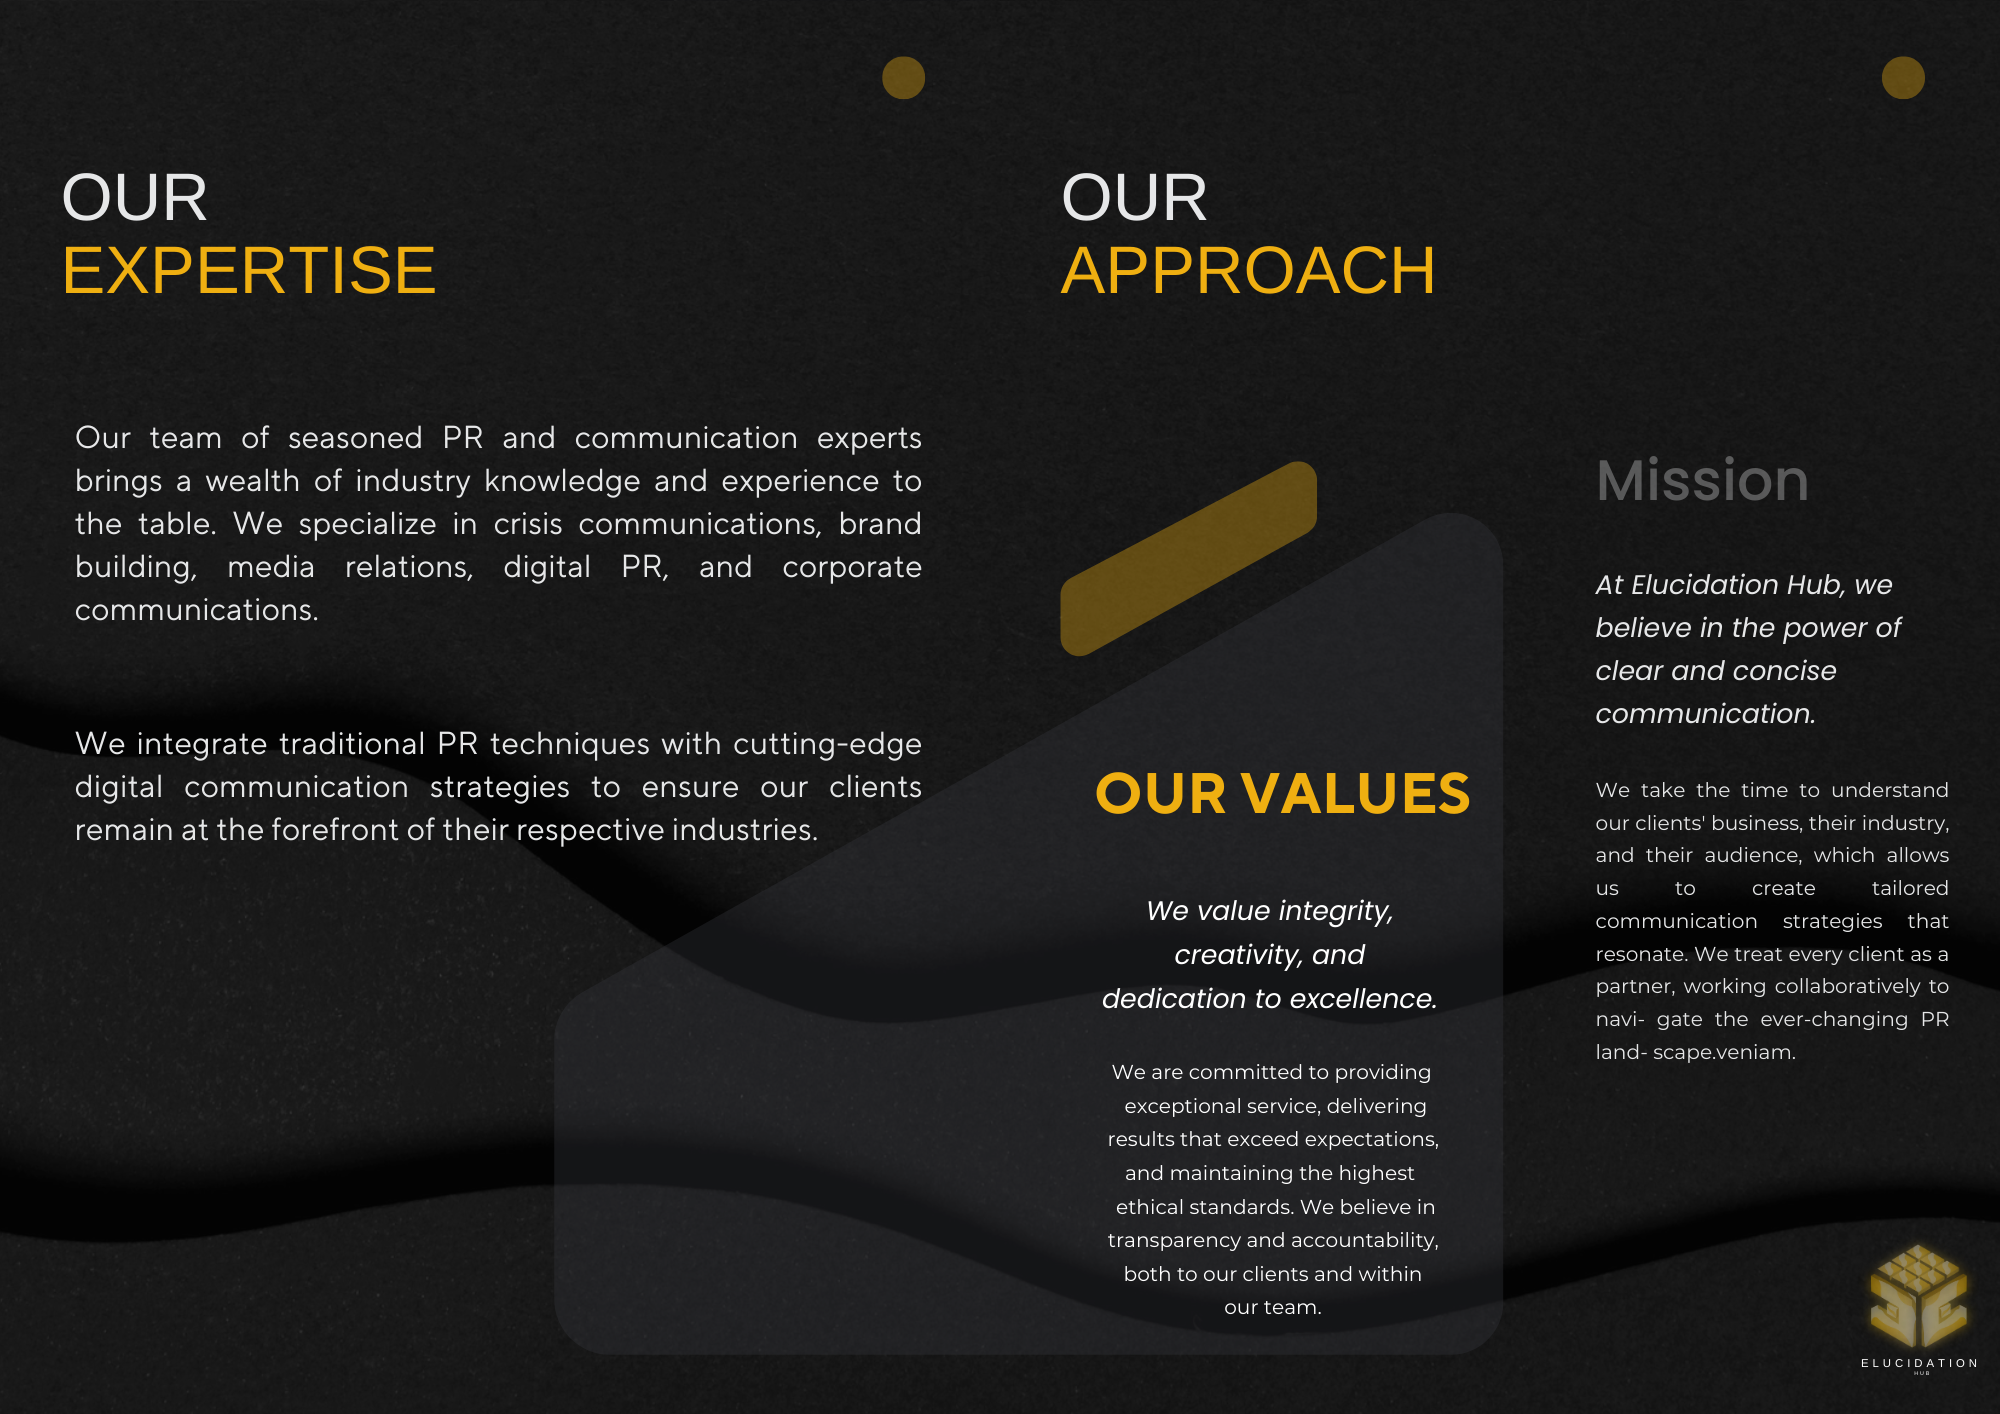 OUR
EXPERTISE
Our team of seasoned PR and communication experts
brings a wealth of industry knowledge and experience to
the table. We specialize in crisis communications, brand
building, media relations, digital PR, and corporate
communications.
We integrate traditional PR techniques with cutting-edge
digital communication strategies to ensure our clients
remain at the forefront of their respective industries.
OUR
APPROACH
OUR VALUES
We value integrity,
creativity, and
dedication to excellence.
We are committed to providing
exceptional service, delivering
results that exceed expectations,
and maintaining the highest
ethical standards. We believe in
transparency and accountability,
both to our clients and within
our team.
Mission
At Elucidation Hub, we
believe in the power of
clear and concise
communication.
We take the time to understand
our clients' business, their industry,
and their audience, which allows
us to create tailored
communication strategies that
resonate. We treat every client as a
partner, working collaboratively to
navi- gate the ever-changing PR
land- scape.veniam.
ELUCIDATION
HUB